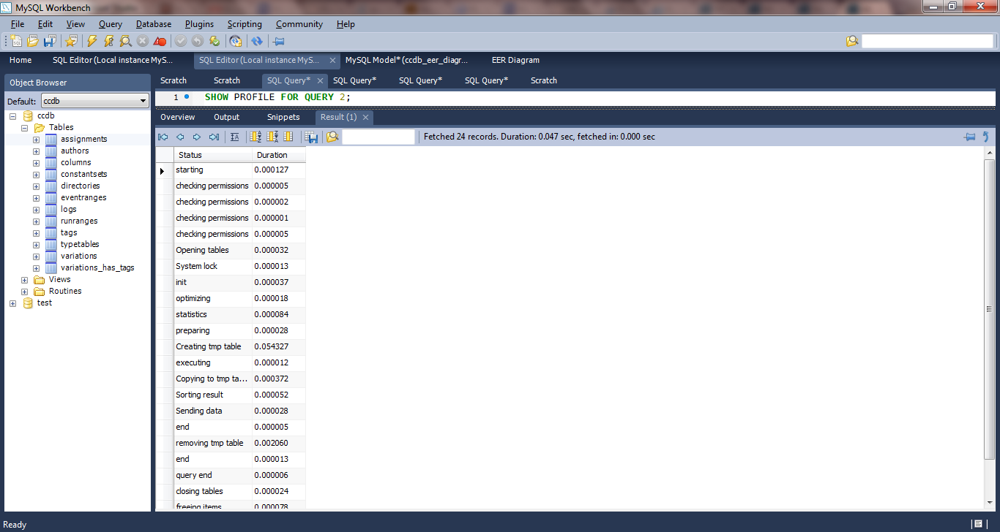 MySQL Workbench
File Edit View Query Database Plugins Scripting Community Help
Home SQL Editor (Local instance MyS... SQL Editor (Local instance MyS... MySQL Model* (ccdb_eer_diagr... EER Diagram
Object Browser
Default: ccdb
ccdb
Tables
assignments
authors
columns
constantsets
directories
eventranges
logs
runranges
tags
typetables
variations
variations_has_tags
Views
Routines
test
Scratch Scratch SQL Query* SQL Query* SQL Query* SQL Query* Scratch
1 SHOW PROFILE FOR QUERY 2;
Overview Output Snippets Result (1)
Fetched 24 records. Duration: 0.047 sec, fetched in: 0.000 sec
Status Duration
starting 0.000127
checking permissions 0.000005
checking permissions 0.000002
checking permissions 0.000001
checking permissions 0.000005
Opening tables 0.000032
System lock 0.000013
init 0.000037
optimizing 0.000018
statistics 0.000084
preparing 0.000028
Creating tmp table 0.054327
executing 0.000012
Copying to tmp ta... 0.000372
Sorting result 0.000052
Sending data 0.000028
end 0.000005
removing tmp table 0.002060
end 0.000013
query end 0.000006
closing tables 0.000024
freeing items 0.000078
Ready